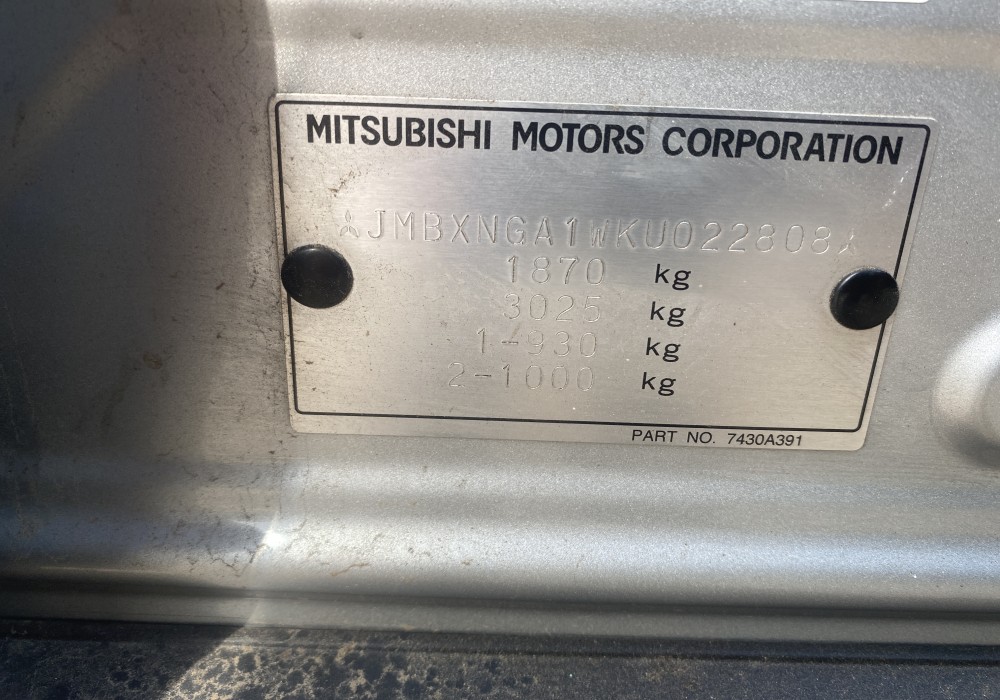 MITSUBISHI MOTORS CORPORATION
JMBXNGA1WKU022808
1870 kg
3025 kg
1-930 kg
2-1000 kg
PART NO. 7430A391